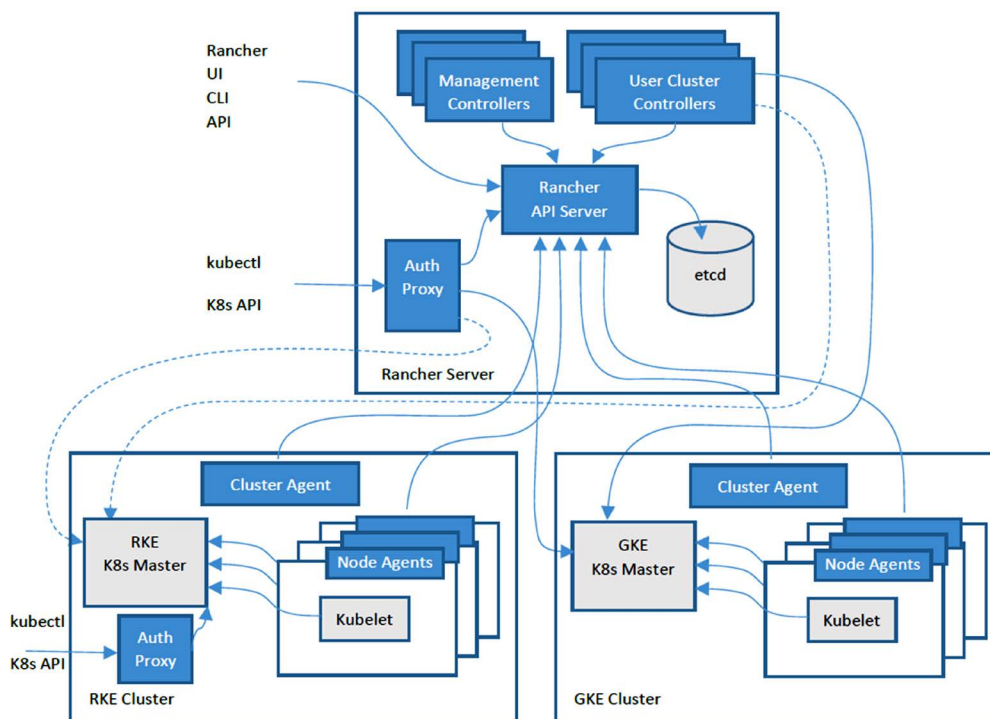 Rancher
UI
CLI
API
Management
Controllers
User Cluster
Controllers
Rancher
API Server
etcd
kubectl
K8s API
Auth
Proxy
Rancher Server
Cluster Agent
RKE
K8s Master
Node Agents
Kubelet
kubectl
K8s API
Auth
Proxy
RKE Cluster
Cluster Agent
GKE
K8s Master
Node Agents
Kubelet
GKE Cluster